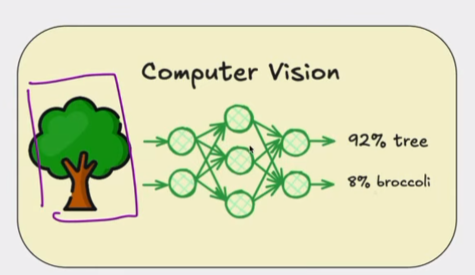 Computer Vision
92% tree
8% broccoli